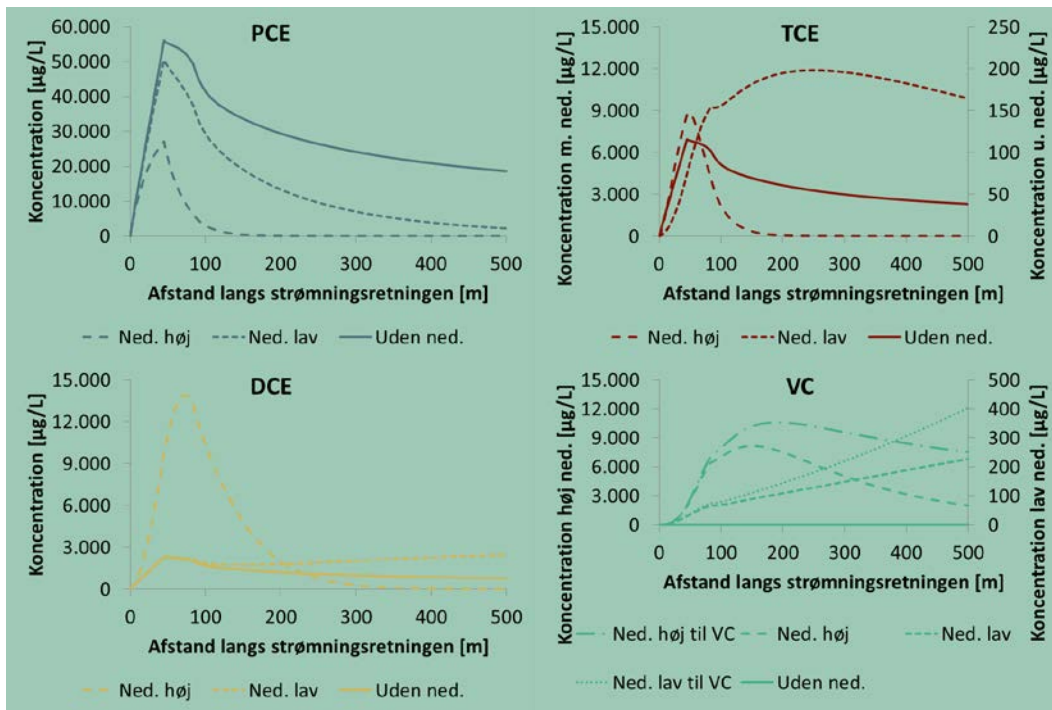 PCE
Koncentration [µg/L]
60.000
50.000
40.000
30.000
20.000
10.000
0
0 100 200 300 400 500
Afstand langs strømningsretningen [m]
Ned. høj Ned. lav Uden ned.
TCE
Koncentration m. ned. [µg/L]
15.000
12.000
9.000
6.000
3.000
0
250
200
150
100
50
0
Koncentration u. ned. [µg/L]
0 100 200 300 400 500
Afstand langs strømningsretningen [m]
Ned. høj Ned. lav Uden ned.
DCE
Koncentration [µg/L]
15.000
12.000
9.000
6.000
3.000
0
0 100 200 300 400 500
Afstand langs strømningsretningen [m]
Ned. høj Ned. lav Uden ned.
VC
Koncentration høj ned. [µg/L]
15.000
12.000
9.000
6.000
3.000
0
500
400
300
200
100
0
Koncentration lav ned. [µg/L]
0 100 200 300 400 500
Afstand langs strømningsretningen [m]
Ned. høj til VC Ned. høj Ned. lav
Ned. lav til VC Uden ned.